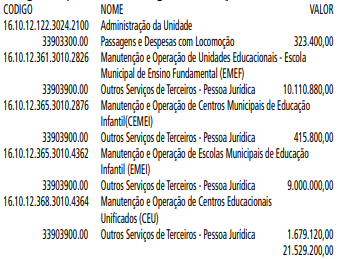 CODIGO NOME VALOR
16.10.12.122.3024.2100 Administração da Unidade
33903300.00 Passagens e Despesas com Locomoção 323.400,00
16.10.12.361.3010.2826 Manutenção e Operação de Unidades Educacionais - Escola
Municipal de Ensino Fundamental (EMEF)
33903900.00 Outros Serviços de Terceiros - Pessoa Jurídica 10.110.880,00
16.10.12.365.3010.2876 Manutenção e Operação de Centros Municipais de Educação
Infantil(CEMEI)
33903900.00 Outros Serviços de Terceiros - Pessoa Jurídica 415.800,00
16.10.12.365.3010.4362 Manutenção e Operação de Escolas Municipais de Educação
Infantil (EMEI)
33903900.00 Outros Serviços de Terceiros - Pessoa Jurídica 9.000.000,00
16.10.12.368.3010.4364 Manutenção e Operação de Centros Educacionais
Unificados (CEU)
33903900.00 Outros Serviços de Terceiros - Pessoa Jurídica 1.679.120,00
21.529.200,00